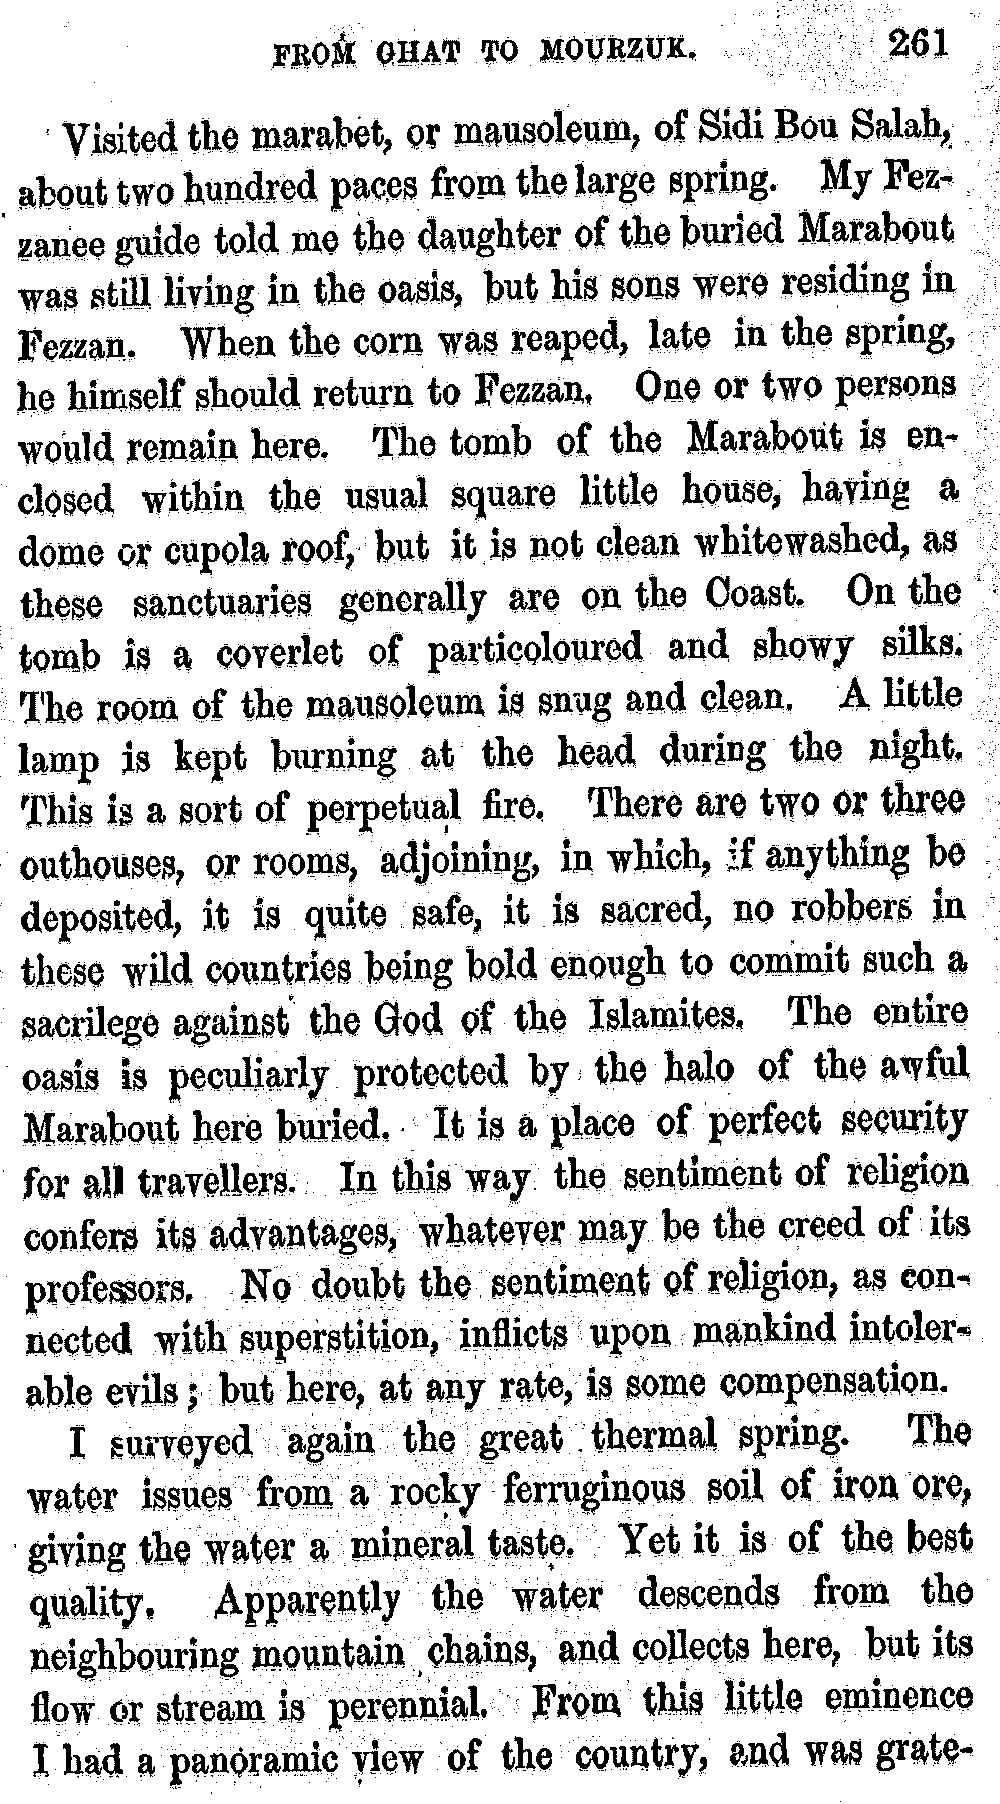 FROM GHAT TO MOURZUK. 261
Visited the marabet, or mausoleum, of Sidi Bou Salah,
about two hundred paces from the large spring. My Fez-
zanee guide told me the daughter of the buried Marabout
was still living in the oasis, but his sons were residing in
Fezzan. When the corn was reaped, late in the spring,
he himself should return to Fezzan. One or two persons
would remain here. The tomb of the Marabout is en-
closed within the usual square little house, having a
dome or cupola roof, but it is not clean whitewashed, as
these sanctuaries generally are on the Coast. On the
tomb is a coverlet of particoloured and showy silks.
The room of the mausoleum is snug and clean. A little
lamp is kept burning at the head during the night.
This is a sort of perpetual fire. There are two or three
outhouses, or rooms, adjoining, in which, if anything be
deposited, it is quite safe, it is sacred, no robbers in
these wild countries being bold enough to commit such a
sacrilege against the God of the Islamites. The entire
oasis is peculiarly protected by the halo of the awful
Marabout here buried. It is a place of perfect security
for all travellers. In this way the sentiment of religion
confers its advantages, whatever may be the creed of its
professors. No doubt the sentiment of religion, as con-
nected with superstition, inflicts upon mankind intoler-
able evils; but here, at any rate, is some compensation.
I surveyed again the great thermal spring. The
water issues from a rocky ferruginous soil of iron ore,
giving the water a mineral taste. Yet it is of the best
quality. Apparently the water descends from the
neighbouring mountain chains, and collects here, but its
flow or stream is perennial. From this little eminence
I had a panoramic view of the country, and was grate-